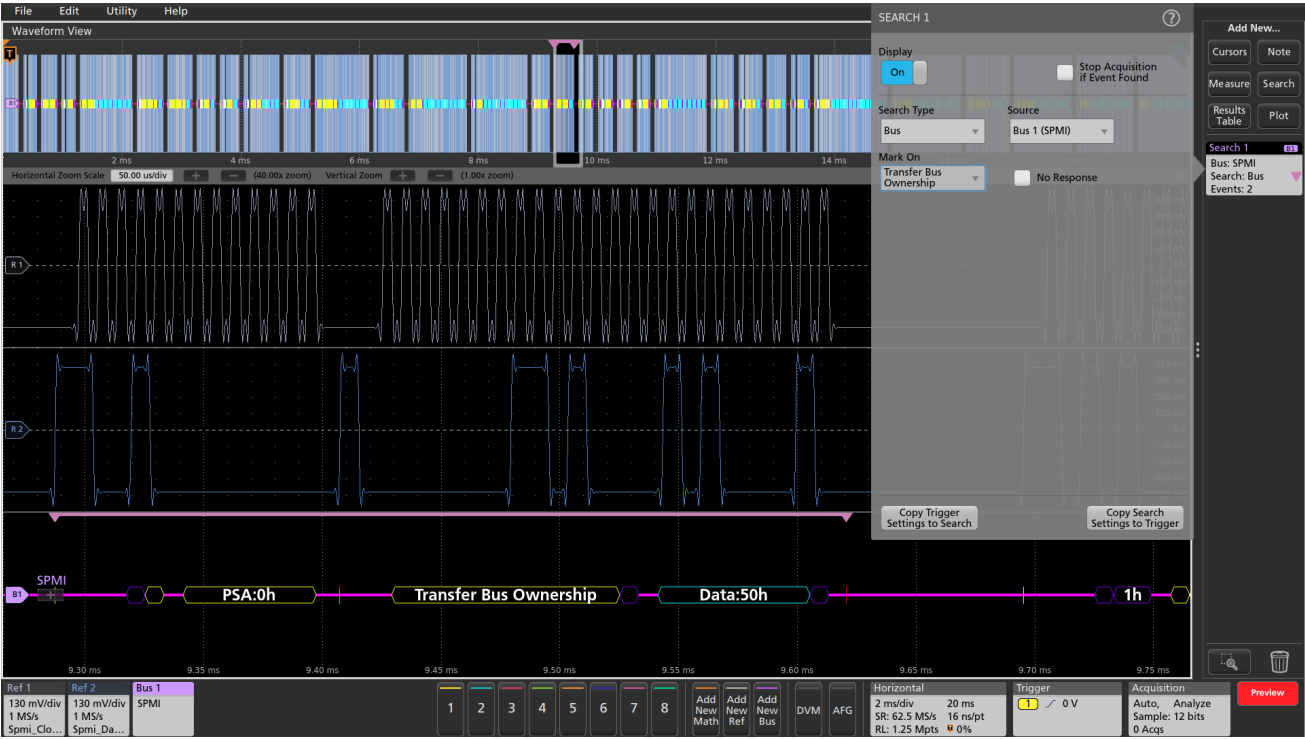 File Edit Utility Help
Waveform View
T
B1
2 ms 4 ms 6 ms 8 ms 10 ms 12 ms 14 ms
Horizontal Zoom Scale 50.00 us/div + — (40.00x zoom) Vertical Zoom + — (1.00x zoom)
R 1
R 2
SPMI
B1 + PSA:0h Transfer Bus Ownership Data:50h 1h
9.30 ms 9.35 ms 9.40 ms 9.45 ms 9.50 ms 9.55 ms 9.60 ms 9.65 ms 9.70 ms 9.75 ms
SEARCH 1 ?
Display
On
Stop Acquisition
if Event Found
Search Type Source
Bus Bus 1 (SPMI)
Mark On
Transfer Bus
Ownership
No Response
Copy Trigger
Settings to Search
Copy Search
Settings to Trigger
Add New...
Cursors Note
Measure Search
Results
Table
Plot
Search 1 B1
Bus: SPMI
Search: Bus
Events: 2
Ref 1
130 mV/div
1 MS/s
Spmi_Clo...
Ref 2
130 mV/div
1 MS/s
Spmi_Da...
Bus 1
SPMI
1 2 3 4 5 6 7 8
Add
New
Math
Add
New
Ref
Add
New
Bus
DVM AFG
Horizontal
2 ms/div 20 ms
SR: 62.5 MS/s 16 ns/pt
RL: 1.25 Mpts 0%
Trigger
1 0 V
Acquisition
Auto, Analyze
Sample: 12 bits
0 Acqs
Preview